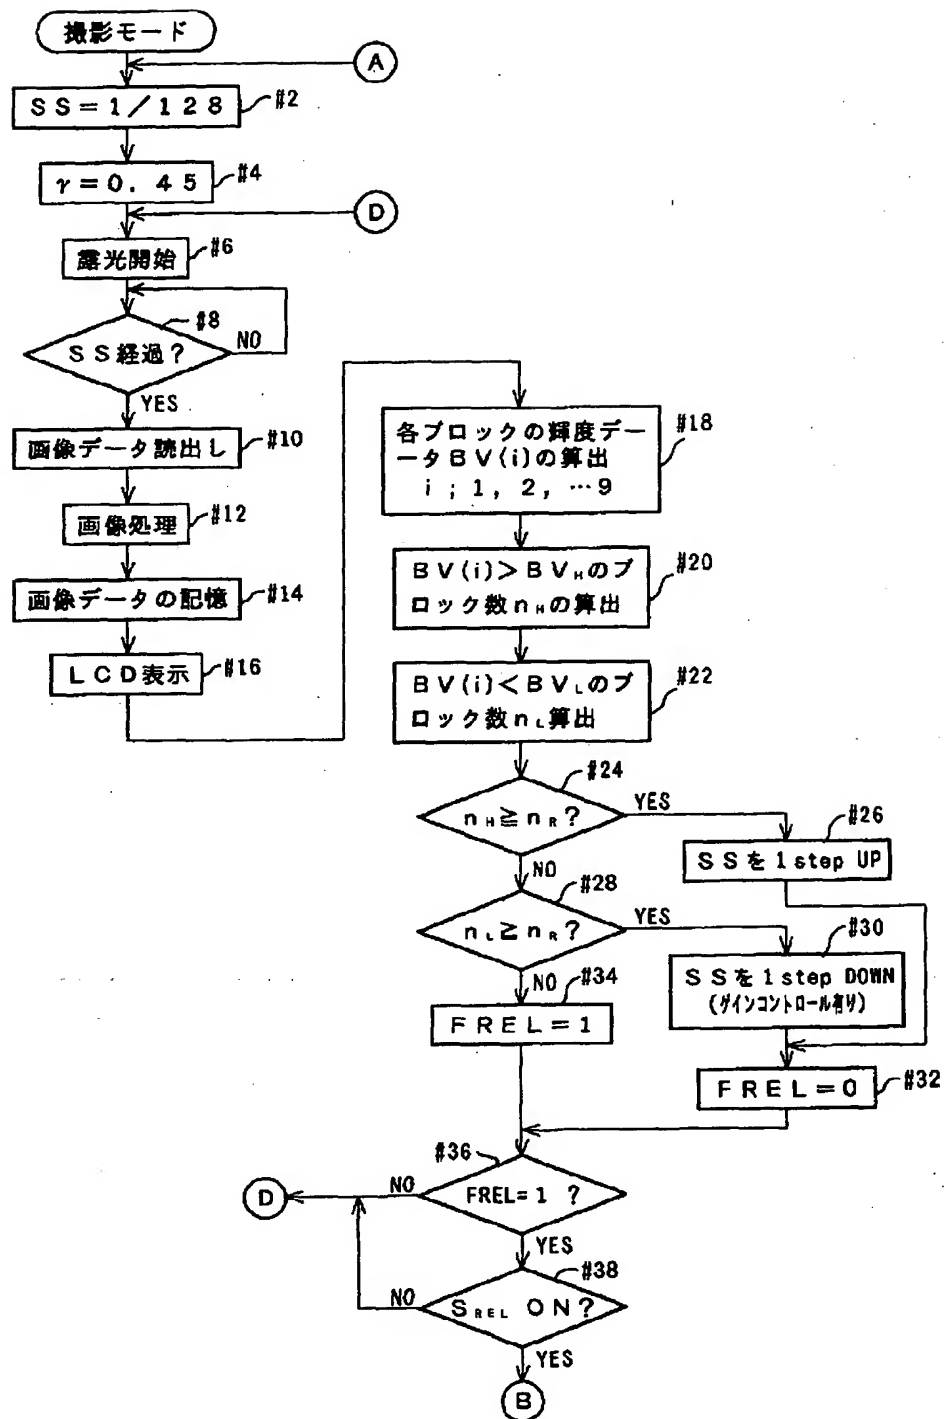 撮影モード
A
SS=1/128
#2
γ=0.45
#4
D
露光開始
#6
#8
SS経過?
NO
YES
画像データ読出し
#10
画像処理
#12
画像データの記憶
#14
LCD表示
#16
各ブロックの輝度デー
タBV(i)の算出
i;1,2,…9
#18
BV(i)>BVHのブ
ロック数nHの算出
#20
BV(i)<BVLのブ
ロック数nL算出
#22
#24
nH≧nR?
YES
NO
#26
SSを1step UP
#28
nL≧nR?
YES
NO
#30
SSを1step DOWN
(ゲインコントロール有り)
#34
FREL=1
FREL=0
#32
#36
FREL=1 ?
NO
D
YES
#38
SREL ON?
NO
YES
B